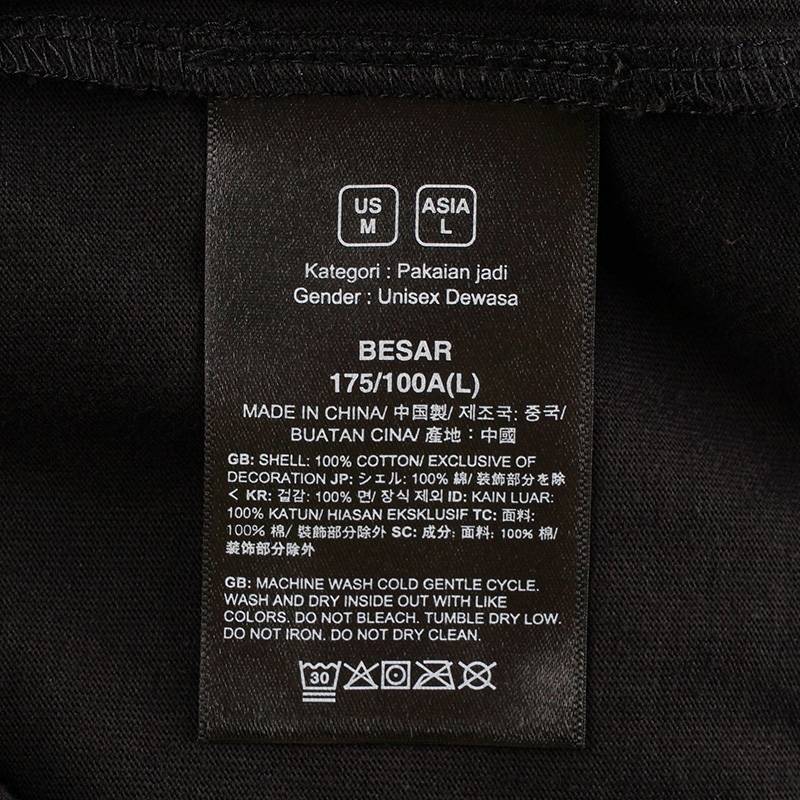 US ASIA
M L
Kategori : Pakaian jadi
Gender : Unisex Dewasa
BESAR
175/100A(L)
MADE IN CHINA/ 中国製/ 제조국: 중국/
BUATAN CINA/ 產地：中國
GB: SHELL: 100% COTTON/ EXCLUSIVE OF
DECORATION JP: シェル: 100% 綿/ 装飾部分を除
く KR: 겉감: 100% 면/ 장식 제외 ID: KAIN LUAR:
100% KATUN/ HIASAN EKSKLUSIF TC: 面料:
100% 棉/ 裝飾部分除外 SC: 成分: 面料: 100% 棉/
装饰部分除外
GB: MACHINE WASH COLD GENTLE CYCLE.
WASH AND DRY INSIDE OUT WITH LIKE
COLORS. DO NOT BLEACH. TUMBLE DRY LOW.
DO NOT IRON. DO NOT DRY CLEAN.
30